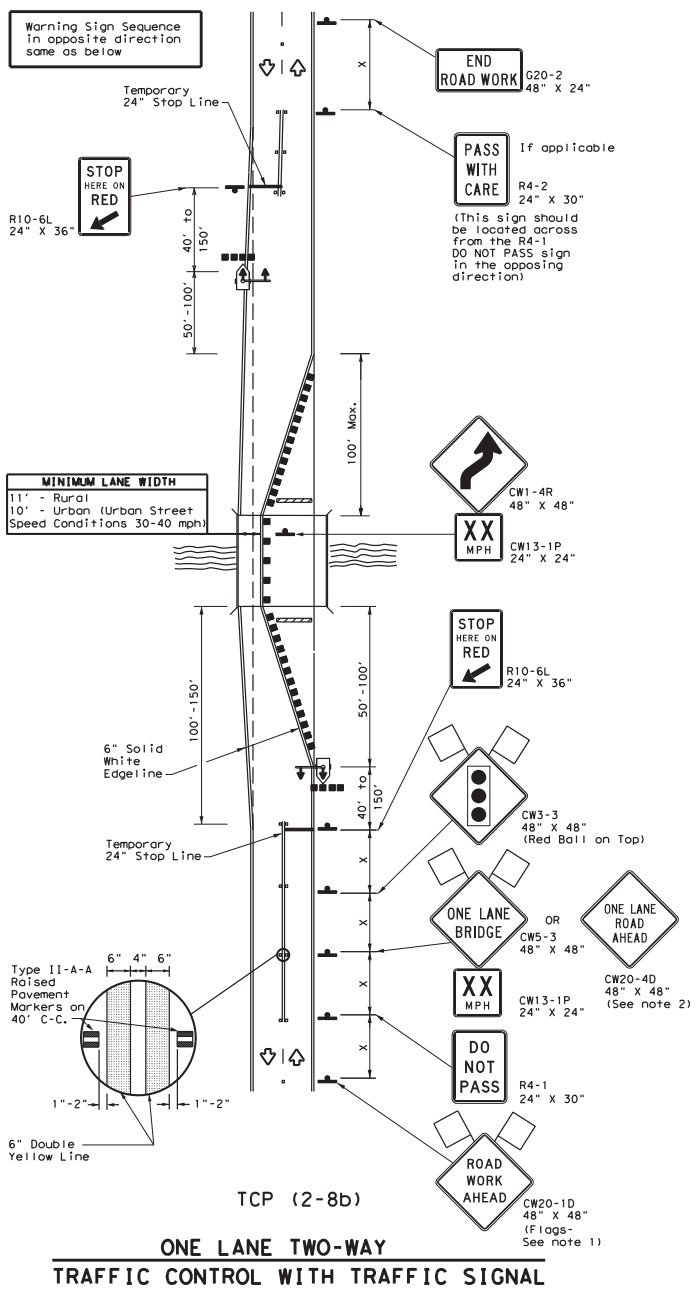 Warning Sign Sequence
in opposite direction
same as below
END
ROAD WORK
G20-2
48" X 24"
X
Temporary
24" Stop Line
PASS
WITH
CARE
If applicable
R4-2
24" X 30"
(This sign should
be located across
from the R4-1
DO NOT PASS sign
in the opposing
direction)
STOP
HERE ON
RED
R10-6L
24" X 36"
40' to
150'
50'-100'
100' Max.
MINIMUM LANE WIDTH
11' - Rural
10' - Urban (Urban Street
Speed Conditions 30-40 mph)
CW1-4R
48" X 48"
XX
MPH
CW13-1P
24" X 24"
STOP
HERE ON
RED
R10-6L
24" X 36"
100'-150'
50'-100'
6" Solid
White
Edgeline
40' to
150'
CW3-3
48" X 48"
(Red Ball on Top)
Temporary
24" Stop Line
X
X
X
X
ONE LANE
BRIDGE
CW5-3
48" X 48"
OR
ONE LANE
ROAD
AHEAD
CW20-4D
48" X 48"
(See note 2)
XX
MPH
CW13-1P
24" X 24"
Type II-A-A
Raised
Pavement
Markers on
40' C-C.
6" 4" 6"
1"-2"
1"-2"
6" Double
Yellow Line
DO
NOT
PASS
R4-1
24" X 30"
ROAD
WORK
AHEAD
CW20-1D
48" X 48"
(Flags-
See note 1)
TCP (2-8b)
ONE LANE TWO-WAY
TRAFFIC CONTROL WITH TRAFFIC SIGNAL